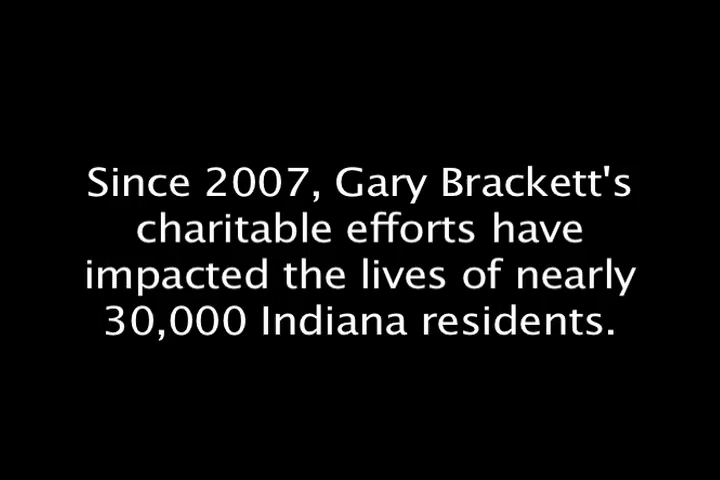 Since 2007, Gary Brackett's
charitable efforts have
impacted the lives of nearly
30,000 Indiana residents.